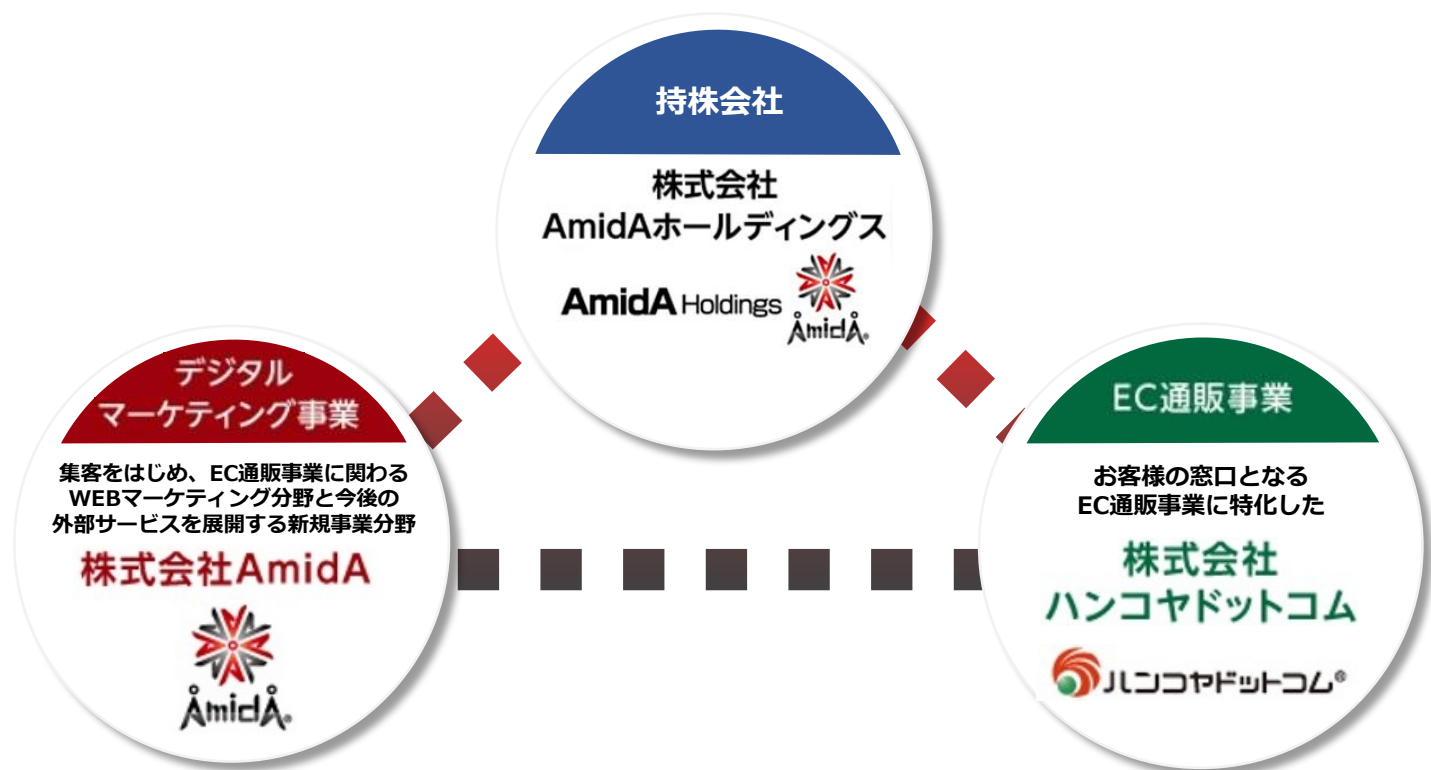 持株会社
株式会社
AmidAホールディングス
AmidA Holdings
ÅmidÅ®
デジタル
マーケティング事業
集客をはじめ、EC通販事業に関わる
WEBマーケティング分野と今後の
外部サービスを展開する新規事業分野
株式会社AmidA
ÅmidÅ®
EC通販事業
お客様の窓口となる
EC通販事業に特化した
株式会社
ハンコヤドットコム
ハンコヤドットコム®